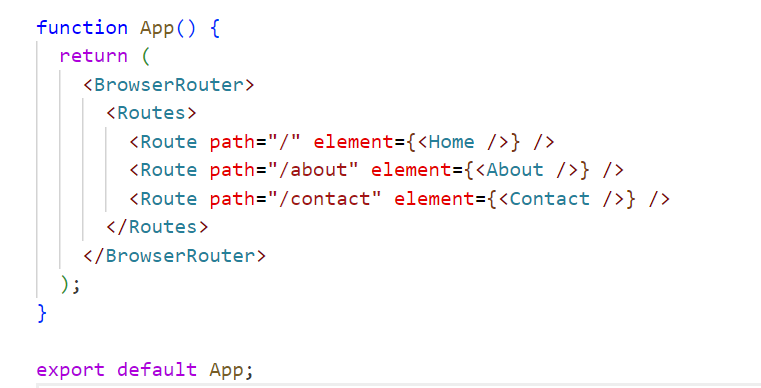 function App() {
  return (
    <BrowserRouter>
      <Routes>
        <Route path="/" element={<Home />} />
        <Route path="/about" element={<About />} />
        <Route path="/contact" element={<Contact />} />
      </Routes>
    </BrowserRouter>
  );
}

export default App;